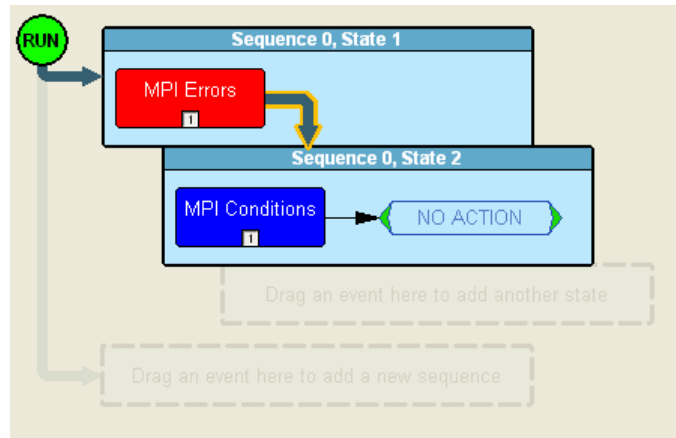 RUN
Sequence 0, State 1
MPI Errors
1
Sequence 0, State 2
MPI Conditions
1
NO ACTION
Drag an event here to add another state
Drag an event here to add a new sequence